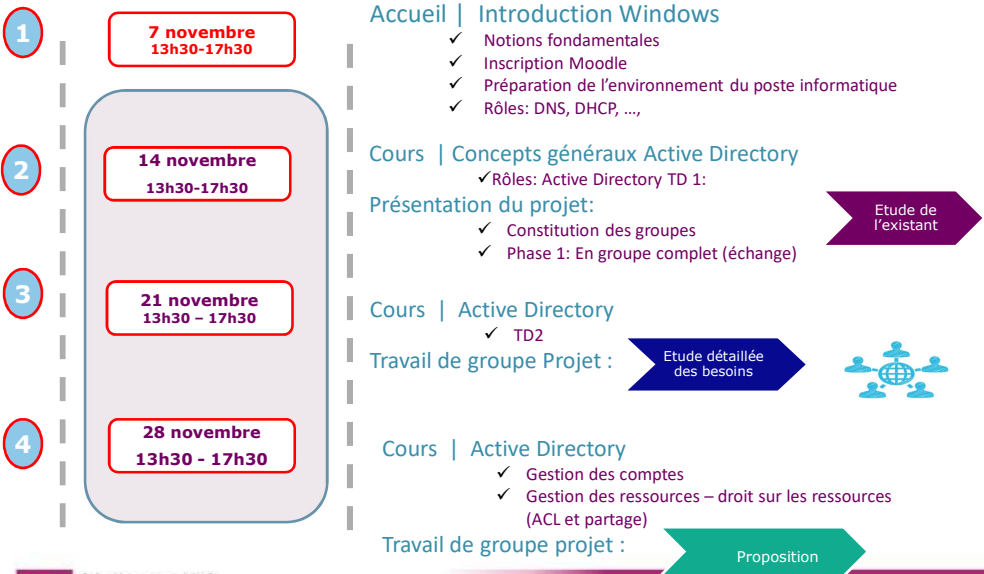 1
7 novembre
13h30-17h30
Accueil | Introduction Windows
✓ Notions fondamentales
✓ Inscription Moodle
✓ Préparation de l'environnement du poste informatique
✓ Rôles: DNS, DHCP, …,
2
14 novembre
13h30-17h30
Cours | Concepts généraux Active Directory
✓Rôles: Active Directory TD 1:
Présentation du projet:
✓ Constitution des groupes
✓ Phase 1: En groupe complet (échange)
Etude de
l'existant
3
21 novembre
13h30 – 17h30
Cours | Active Directory
✓ TD2
Travail de groupe Projet :
Etude détaillée
des besoins
4
28 novembre
13h30 - 17h30
Cours | Active Directory
✓ Gestion des comptes
✓ Gestion des ressources – droit sur les ressources
(ACL et partage)
Travail de groupe projet :
Proposition